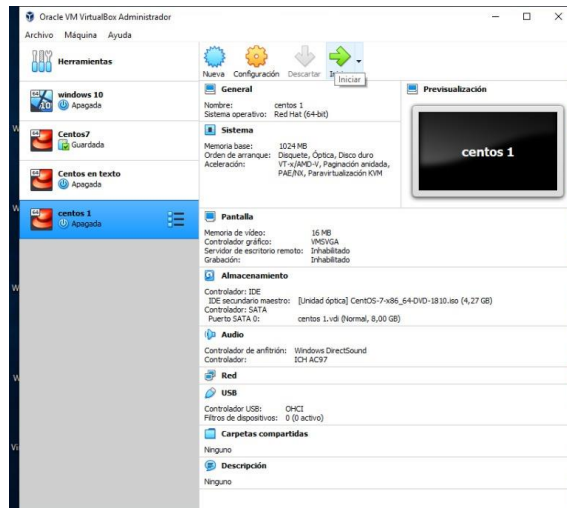 Oracle VM VirtualBox Administrador
Archivo Máquina Ayuda
Herramientas
Nueva Configuración Descartar
Iniciar
windows 10
Apagada
Centos7
Guardada
Centos en texto
Apagada
centos 1
Apagada
General
Nombre: centos 1
Sistema operativo: Red Hat (64-bit)
Previsualización
centos 1
Sistema
Memoria base: 1024 MB
Orden de arranque: Disquete, Óptica, Disco duro
Aceleración: VT-x/AMD-V, Paginación anidada,
PAE/NX, Paravirtualización KVM
Pantalla
Memoria de vídeo: 16 MB
Controlador gráfico: VMSVGA
Servidor de escritorio remoto: Inhabilitado
Grabación: Inhabilitado
Almacenamiento
Controlador: IDE
IDE secundario maestro: [Unidad óptica] CentOS-7-x86_64-DVD-1810.iso (4,27 GB)
Controlador: SATA
Puerto SATA 0: centos 1.vdi (Normal, 8,00 GB)
Audio
Controlador de anfitrión: Windows DirectSound
Controlador: ICH AC97
Red
USB
Controlador USB: OHCI
Filtros de dispositivos: 0 (0 activo)
Carpetas compartidas
Ninguno
Descripción
Ninguno